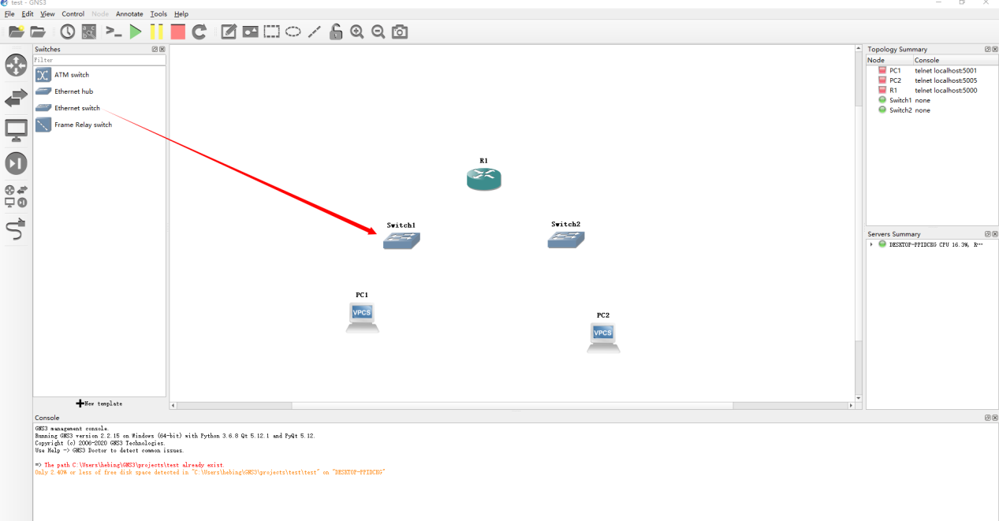 test - GNS3
File Edit View Control Node Annotate Tools Help
Switches
Filter
ATM switch
Ethernet hub
Ethernet switch
Frame Relay switch
New template
R1
Switch1
Switch2
PC1
VPCS
PC2
VPCS
Topology Summary
Node Console
PC1 telnet localhost:5001
PC2 telnet localhost:5005
R1 telnet localhost:5000
Switch1 none
Switch2 none
Servers Summary
DESKTOP-PPIDCNG CPU 16.3%, R...
Console
GNS3 management console.
Running GNS3 version 2.2.15 on Windows (64-bit) with Python 3.6.8 Qt 5.12.1 and PyQt 5.12.
Copyright (c) 2006-2020 GNS3 Technologies.
Use Help -> GNS3 Doctor to detect common issues.
=> The path C:\Users\hebing\GNS3\projects\test already exist.
Only 2.40% or less of free disk space detected in "C:\Users\hebing\GNS3\projects\test\test" on "DESKTOP-PPIDCNG"